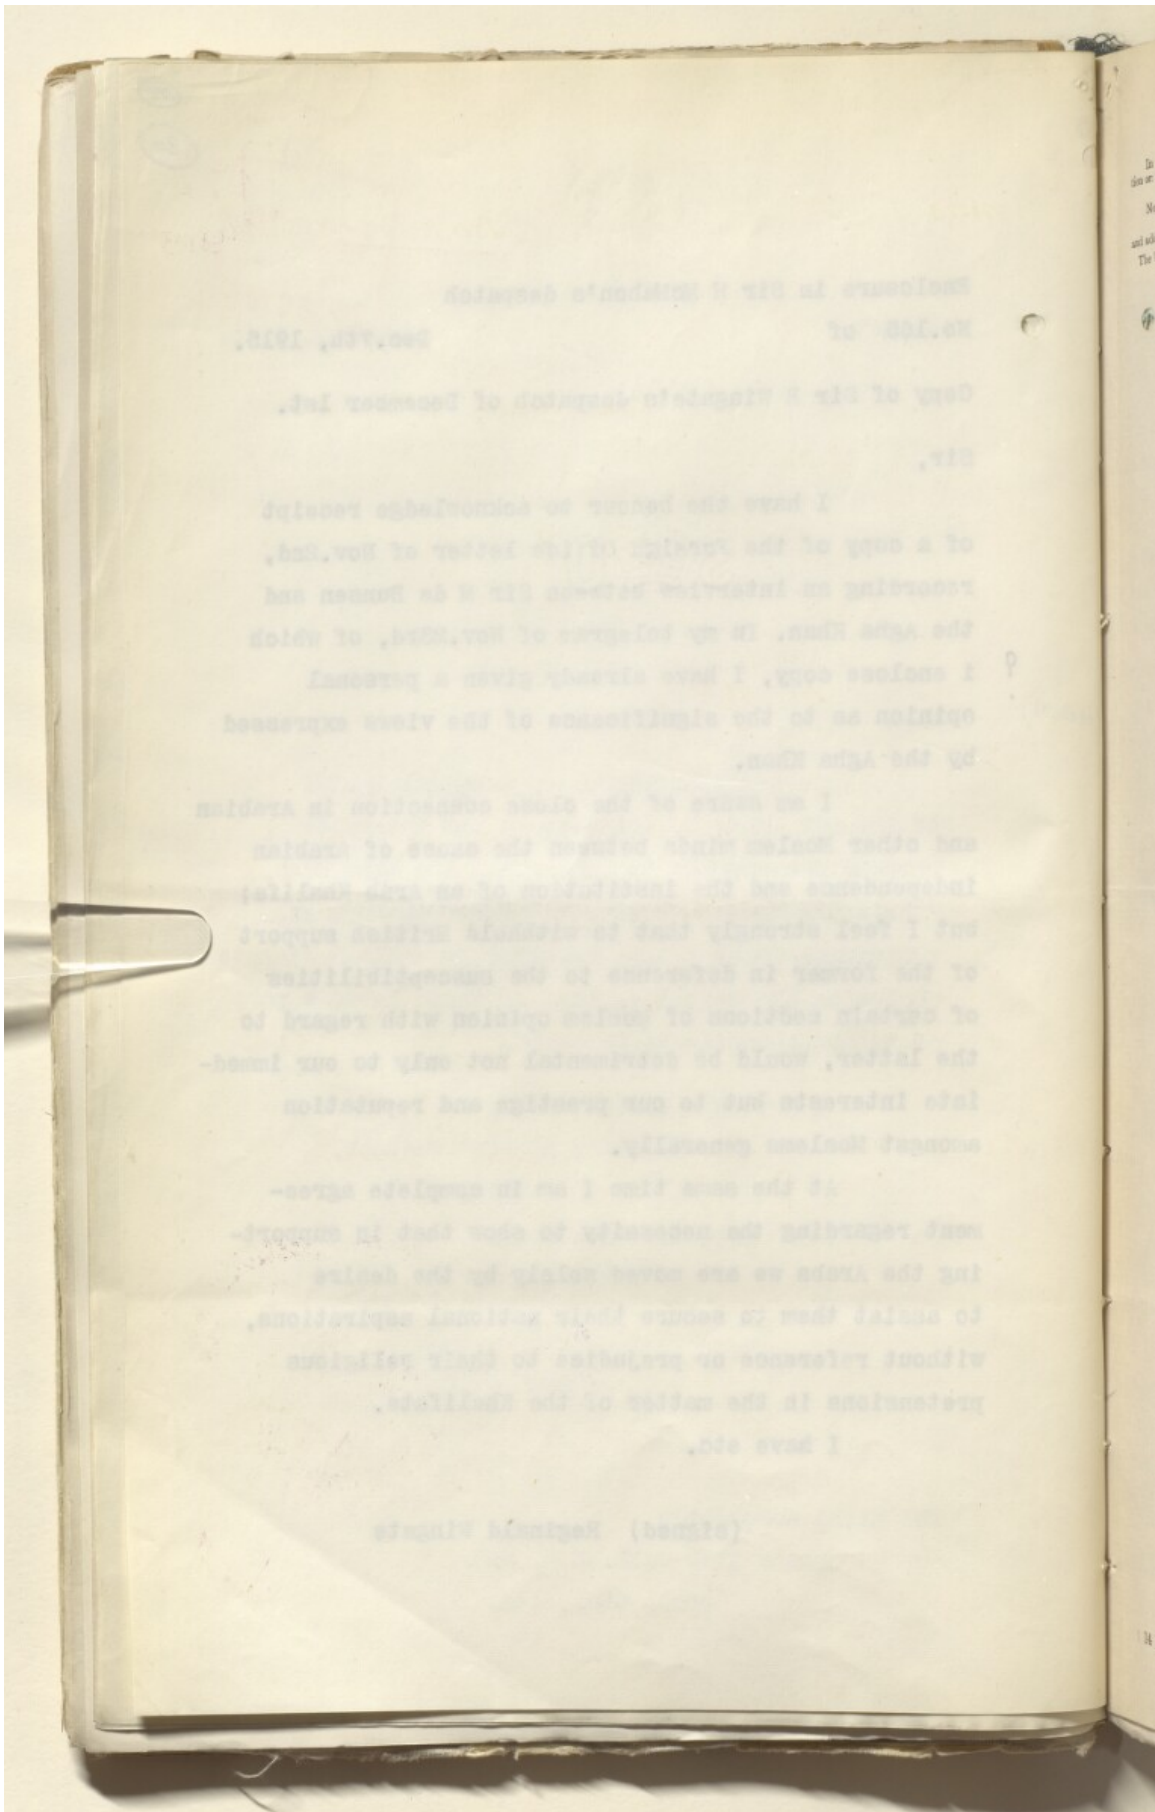 Enclosure in Sir H McMahon's despatch
No.165 of Dec.7th, 1915.
Copy of Sir R Wingate's despatch of December 1st.
Sir,
I have the honour to acknowledge receipt
of a copy of the Foreign Office letter of Nov.2nd,
recording an interview between Sir M de Bunsen and
the Agha Khan. In my telegram of Nov.23rd, of which
I enclose copy, I have already given a personal
opinion as to the significance of the views expressed
by the Agha Khan.
I am aware of the close connection in Arabian
and other Moslem minds between the cause of Arabian
independence and the institution of an Arab Khalifa;
but I feel strongly that to withhold British support
of the former in deference to the susceptibilities
of certain sections of Moslem opinion with regard to
the latter, would be detrimental not only to our immed-
iate interests but to our prestige and reputation
amongst Moslems generally.
At the same time I am in complete agree-
ment regarding the necessity to show that in support-
ing the Arabs we are moved solely by the desire
to assist them to secure their national aspirations,
without reference or prejudice to their religious
pretensions in the matter of the Khalifate.
I have etc.
(signed) Reginald Wingate
In
tion or
and
The